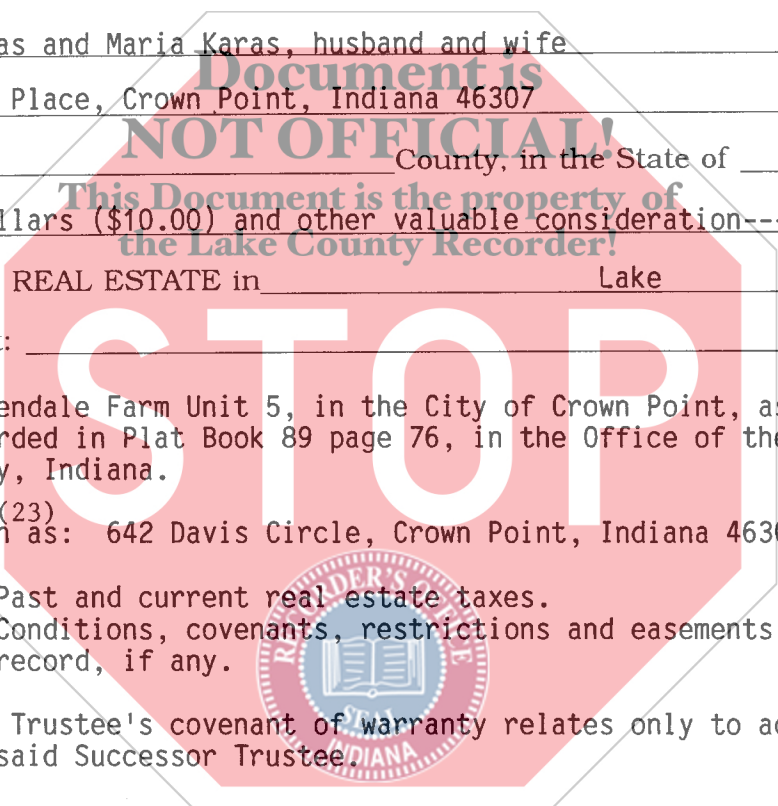 as and Maria Karas, husband and wife
Document is
Place, Crown Point, Indiana 46307
NOT OFFICIAL!
County, in the State of
This Document is the property of
llars ($10.00) and other valuable consideration---
the Lake County Recorder!
REAL ESTATE in Lake
:
STOP
endale Farm Unit 5, in the City of Crown Point, as
rded in Plat Book 89 page 76, in the Office of the
y, Indiana.
(23)
n as: 642 Davis Circle, Crown Point, Indiana 4630
Past and current real estate taxes.
Conditions, covenants, restrictions and easements
record, if any.
RECORDER'S OFFICE
SEAL
INDIANA
Trustee's covenant of warranty relates only to ac
said Successor Trustee.